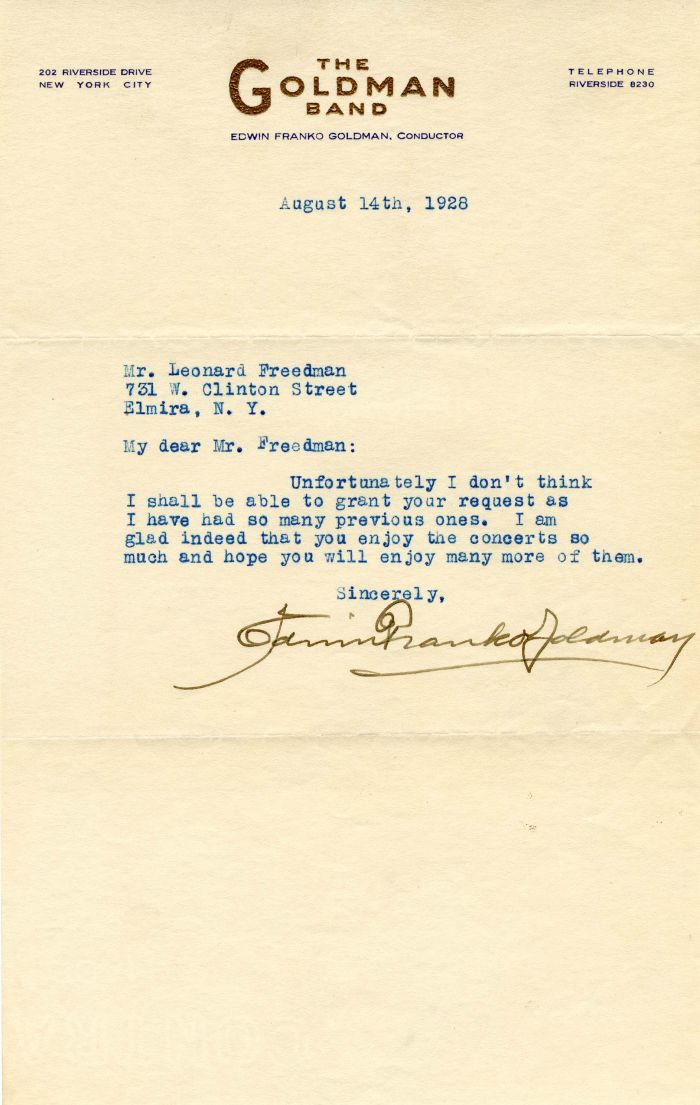 202 RIVERSIDE DRIVE
NEW YORK CITY
THE
GOLDMAN
BAND
EDWIN FRANKO GOLDMAN, CONDUCTOR
TELEPHONE
RIVERSIDE 8230
August 14th, 1928
Mr. Leonard Freedman
731 W. Clinton Street
Elmira, N. Y.
My dear Mr. Freedman:
Unfortunately I don't think
I shall be able to grant your request as
I have had so many previous ones. I am
glad indeed that you enjoy the concerts so
much and hope you will enjoy many more of them.
Sincerely,
Edwin Franko Goldman